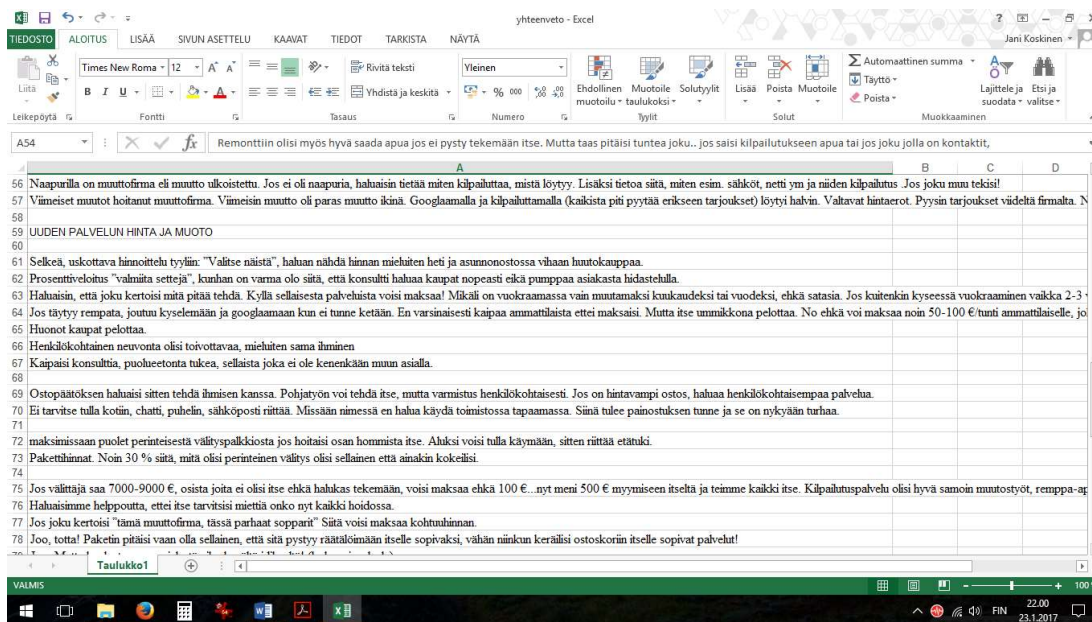 yhteenveto - Excel
TIEDOSTO ALOITUS LISÄÄ SIVUN ASETTELU KAAVAT TIEDOT TARKISTA NÄYTÄ
Jani Koskinen
Liitä
Times New Roma 12
Rivitä teksti
Yhdistä ja keskitä
Yleinen
Ehdollinen muotoilu
Muotoile taulukoksi
Solutyylit
Lisää Poista Muotoile
Automaattinen summa
Täyttö
Poista
Lajittele ja suodata
Etsi ja valitse
Leikepöytä Fontti Tasaus Numero Tyylit Solut Muokkaaminen
A54 Remonttiin olisi myös hyvä saada apua jos ei pysty tekemään itse. Mutta taas pitäisi tuntea joku.. jos saisi kilpailutukseen apua tai jos joku jolla on kontaktit,
A B C D
56 Naapurilla on muuttofirma eli muutto ulkoistettu. Jos ei oli naapuria, haluaisin tietää miten kilpailuttaa, mistä löytyy. Lisäksi tietoa siitä, miten esim. sähköt, netti ym ja niiden kilpailutus .Jos joku muu tekisi!
57 Viimeiset muutot hoitanut muuttofirma. Viimeisin muutto oli paras muutto ikinä. Googlaamalla ja kilpailuttamalla (kaikista piti pyytää erikseen tarjoukset) löytyi halvin. Valtavat hintaerot. Pyysin tarjoukset viideltä firmalta. N
58
59 UUDEN PALVELUN HINTA JA MUOTO
60
61 Selkeä, uskottava hinnoittelu tyyliin: ”Valitse näistä”, haluan nähdä hinnan mieluiten heti ja asunnonostossa vihaan huutokauppaa.
62 Prosenttiveloitus ”valmiita settejä”, kunhan on varma olo siitä, että konsultti haluaa kaupat nopeasti eikä pumppaa asiakasta hidastelulla.
63 Haluaisin, että joku kertoisi mitä pitää tehdä. Kyllä sellaisesta palveluista voisi maksaa! Mikäli on vuokraamassa vain muutamaksi kuukaudeksi tai vuodeksi, ehkä satasia. Jos kuitenkin kyseessä vuokraaminen vaikka 2-3
64 Jos täytyy rempata, joutuu kyselemään ja googlaamaan kun ei tunne ketään. En varsinaisesti kaipaa ammattilaista ettei maksaisi. Mutta itse ummikkona pelottaa. No ehkä voi maksaa noin 50-100 €/tunti ammattilaiselle, jo
65 Huonot kaupat pelottaa.
66 Henkilökohtainen neuvonta olisi toivottavaa, mieluiten sama ihminen
67 Kaipaisi konsulttia, puolueetonta tukea, sellaista joka ei ole kenenkään muun asialla.
68
69 Ostopäätöksen haluaisi sitten tehdä ihmisen kanssa. Pohjatyön voi tehdä itse, mutta varmistus henkilökohtaisesti. Jos on hintavampi ostos, haluaa henkilökohtaisempaa palvelua.
70 Ei tarvitse tulla kotiin, chatti, puhelin, sähköposti riittää. Missään nimessä en halua käydä toimistossa tapaamassa. Siinä tulee painostuksen tunne ja se on nykyään turhaa.
71
72 maksimissaan puolet perinteisestä välityspalkkiosta jos hoitaisi osan hommista itse. Aluksi voisi tulla käymään, sitten riittää etätuki.
73 Pakettihinnat. Noin 30 % siitä, mitä olisi perinteinen välitys olisi sellainen että ainakin kokeilisi.
74
75 Jos välittäjä saa 7000-9000 €, osista joita ei olisi itse ehkä halukas tekemään, voisi maksaa ehkä 100 €...nyt meni 500 € myymiseen itseltä ja teimme kaikki itse. Kilpailutuspalvelu olisi hyvä samoin muutostyöt, remppa-ap
76 Haluaisimme helppoutta, ettei itse tarvitsisi miettiä onko nyt kaikki hoidossa.
77 Jos joku kertoisi ”tämä muuttofirma, tässä parhaat sopparit” Siitä voisi maksaa kohtuuhinnan.
78 Joo, totta! Paketin pitäisi vaan olla sellainen, että sitä pystyy räätälöimään itselle sopivaksi, vähän niinkun keräilisi ostoskoriin itselle sopivat palvelut!
Taulukko1
VALMIS
100
FIN
22.00
23.1.2017